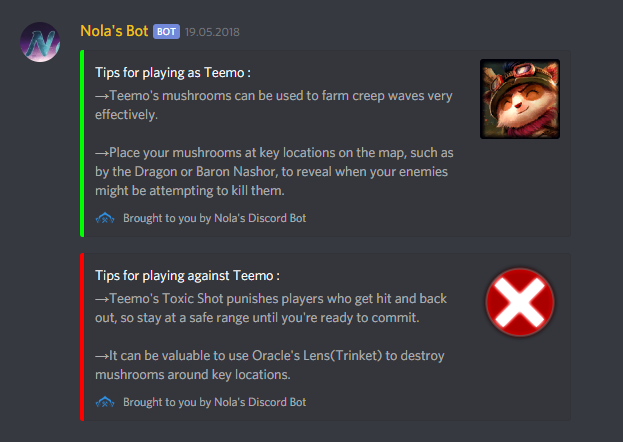 Nola's Bot BOT 19.05.2018
Tips for playing as Teemo :
→Teemo's mushrooms can be used to farm creep waves very
effectively.
→Place your mushrooms at key locations on the map, such as
by the Dragon or Baron Nashor, to reveal when your enemies
might be attempting to kill them.
Brought to you by Nola's Discord Bot
Tips for playing against Teemo :
→Teemo's Toxic Shot punishes players who get hit and back
out, so stay at a safe range until you're ready to commit.
→It can be valuable to use Oracle's Lens(Trinket) to destroy
mushrooms around key locations.
Brought to you by Nola's Discord Bot